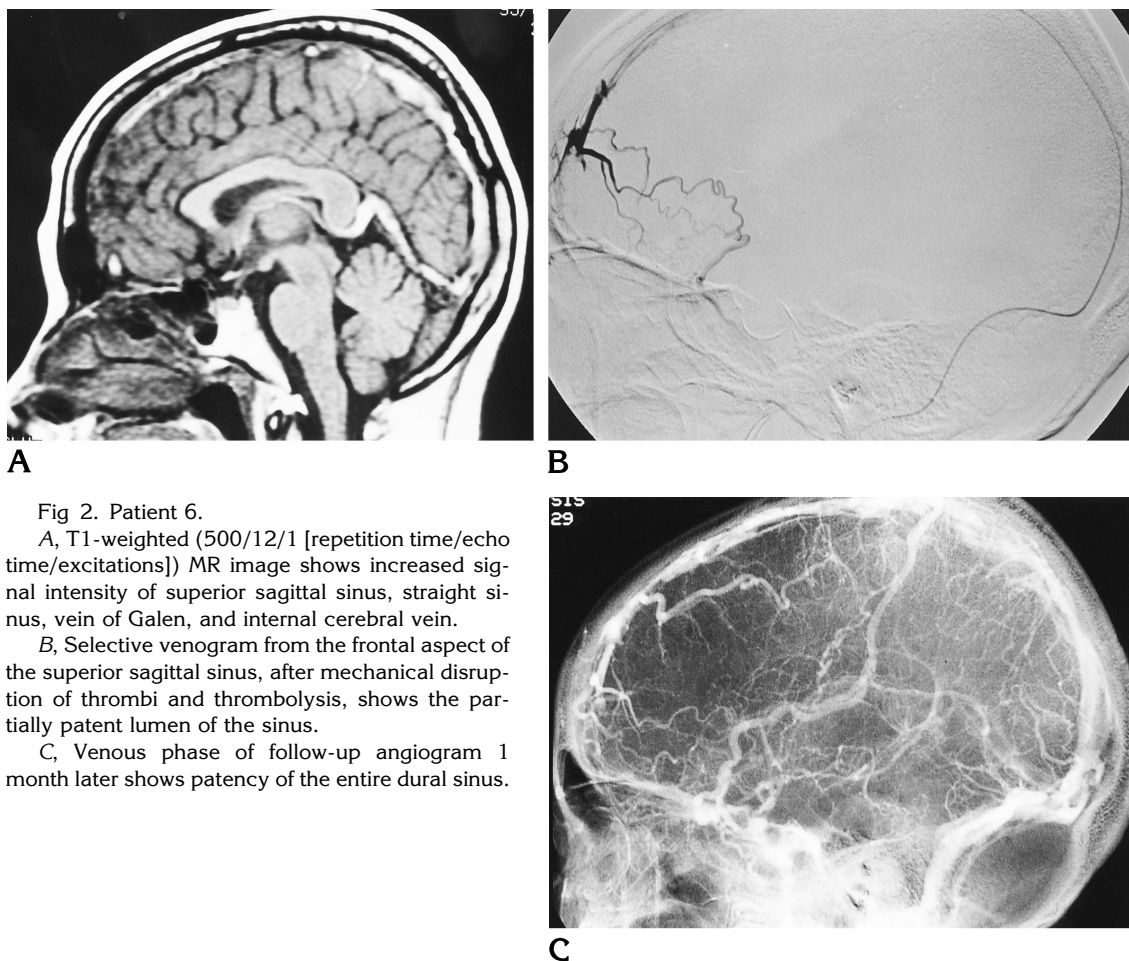 A
B
Fig 2. Patient 6.
A, T1-weighted (500/12/1 [repetition time/echo
time/excitations]) MR image shows increased sig-
nal intensity of superior sagittal sinus, straight si-
nus, vein of Galen, and internal cerebral vein.
B, Selective venogram from the frontal aspect of
the superior sagittal sinus, after mechanical disrup-
tion of thrombi and thrombolysis, shows the par-
tially patent lumen of the sinus.
C, Venous phase of follow-up angiogram 1
month later shows patency of the entire dural sinus.
SIS
29
C